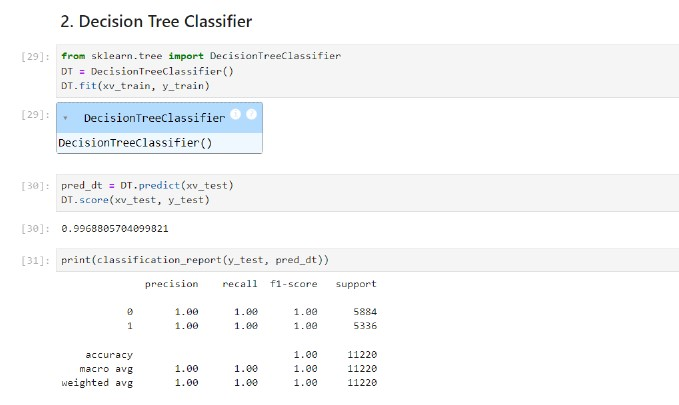 2. Decision Tree Classifier
[29]: from sklearn.tree import DecisionTreeClassifier
DT = DecisionTreeClassifier()
DT.fit(xv_train, y_train)
[29]: DecisionTreeClassifier
DecisionTreeClassifier()
[30]: pred_dt = DT.predict(xv_test)
DT.score(xv_test, y_test)
[30]: 0.9968805704099821
[31]: print(classification_report(y_test, pred_dt))
precision recall f1-score support
0 1.00 1.00 1.00 5884
1 1.00 1.00 1.00 5336
accuracy 1.00 11220
macro avg 1.00 1.00 1.00 11220
weighted avg 1.00 1.00 1.00 11220